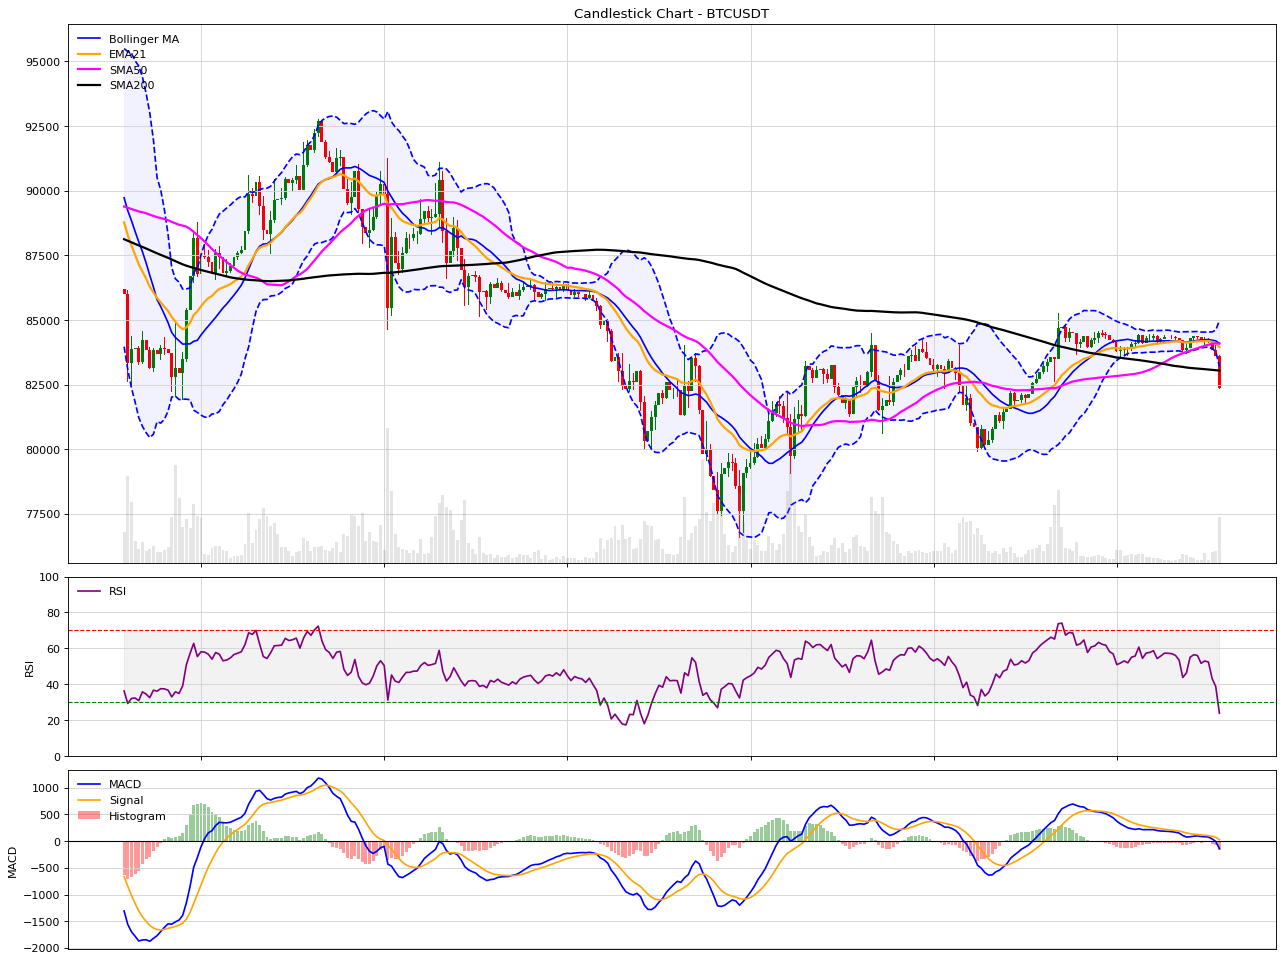 Candlestick Chart - BTCUSDT
Bollinger MA
EMA21
SMA50
SMA200
95000
92500
90000
87500
85000
82500
80000
77500
RSI
100
80
60
40
20
0
RSI
MACD
Signal
Histogram
1000
500
0
−500
−1000
−1500
−2000
MACD